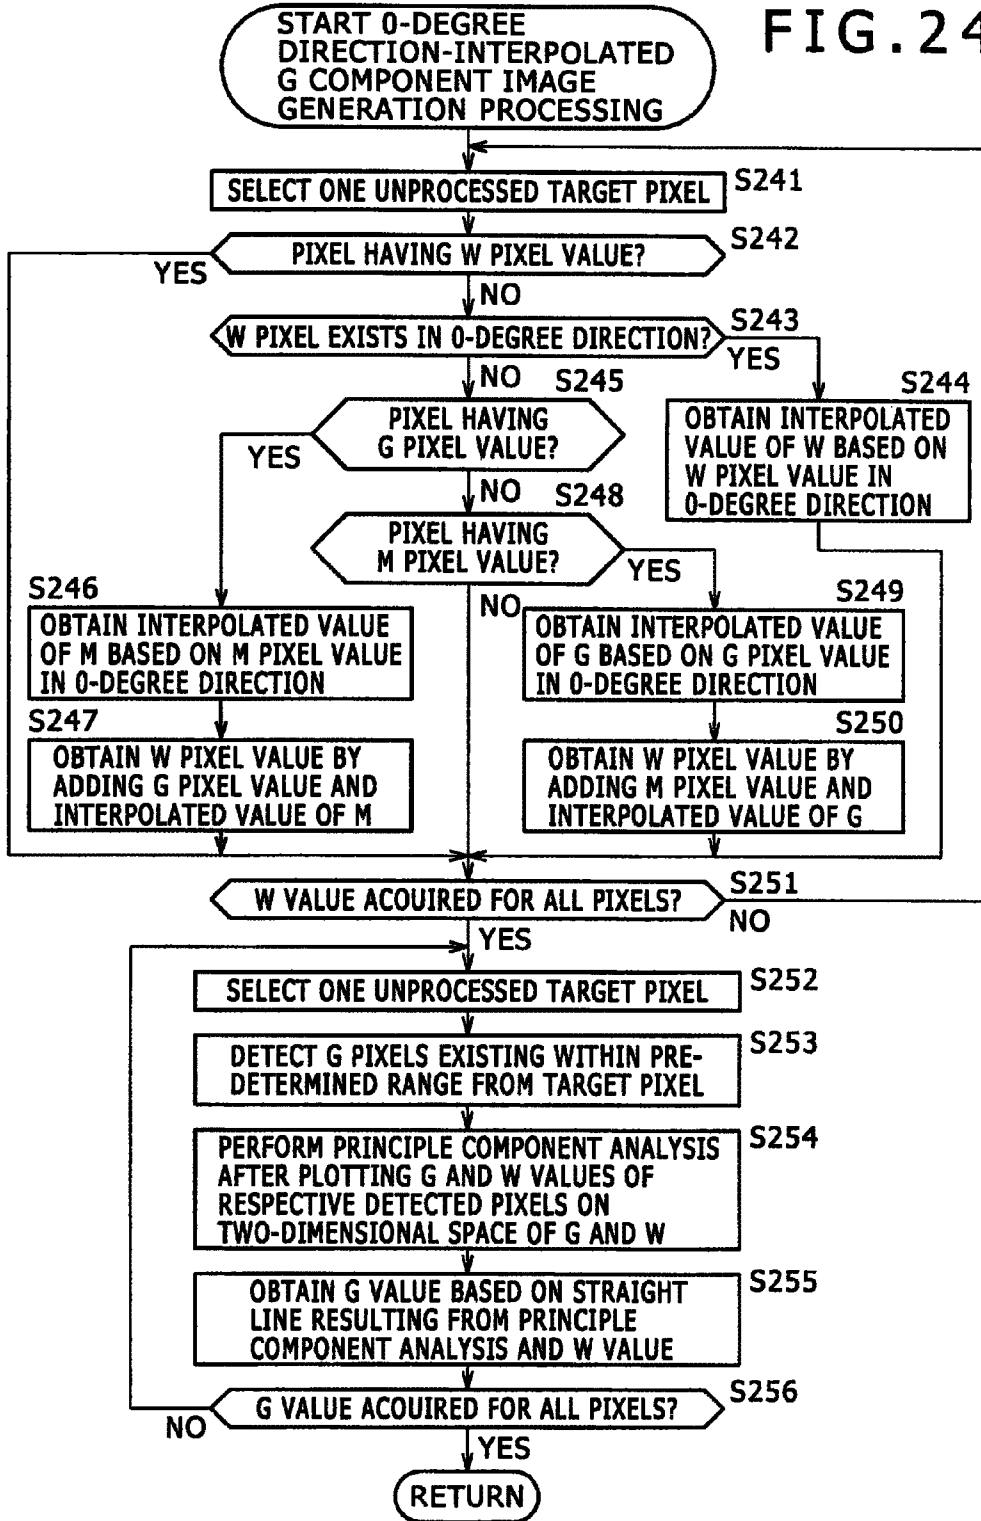 FIG.24
START 0-DEGREE
DIRECTION-INTERPOLATED
G COMPONENT IMAGE
GENERATION PROCESSING
S241
SELECT ONE UNPROCESSED TARGET PIXEL
S242
PIXEL HAVING W PIXEL VALUE?
YES
NO
S243
W PIXEL EXISTS IN 0-DEGREE DIRECTION?
YES
NO
S244
OBTAIN INTERPOLATED
VALUE OF W BASED ON
W PIXEL VALUE IN
0-DEGREE DIRECTION
S245
PIXEL HAVING
G PIXEL VALUE?
YES
NO
S248
PIXEL HAVING
M PIXEL VALUE?
YES
NO
S246
OBTAIN INTERPOLATED VALUE
OF M BASED ON M PIXEL VALUE
IN 0-DEGREE DIRECTION
S247
OBTAIN W PIXEL VALUE BY
ADDING G PIXEL VALUE AND
INTERPOLATED VALUE OF M
S249
OBTAIN INTERPOLATED VALUE
OF G BASED ON G PIXEL VALUE
IN 0-DEGREE DIRECTION
S250
OBTAIN W PIXEL VALUE BY
ADDING M PIXEL VALUE AND
INTERPOLATED VALUE OF G
S251
W VALUE ACOUIRED FOR ALL PIXELS?
NO
YES
S252
SELECT ONE UNPROCESSED TARGET PIXEL
S253
DETECT G PIXELS EXISTING WITHIN PRE-
DETERMINED RANGE FROM TARGET PIXEL
S254
PERFORM PRINCIPLE COMPONENT ANALYSIS
AFTER PLOTTING G AND W VALUES OF
RESPECTIVE DETECTED PIXELS ON
TWO-DIMENSIONAL SPACE OF G AND W
S255
OBTAIN G VALUE BASED ON STRAIGHT
LINE RESULTING FROM PRINCIPLE
COMPONENT ANALYSIS AND W VALUE
S256
G VALUE ACOUIRED FOR ALL PIXELS?
NO
YES
RETURN